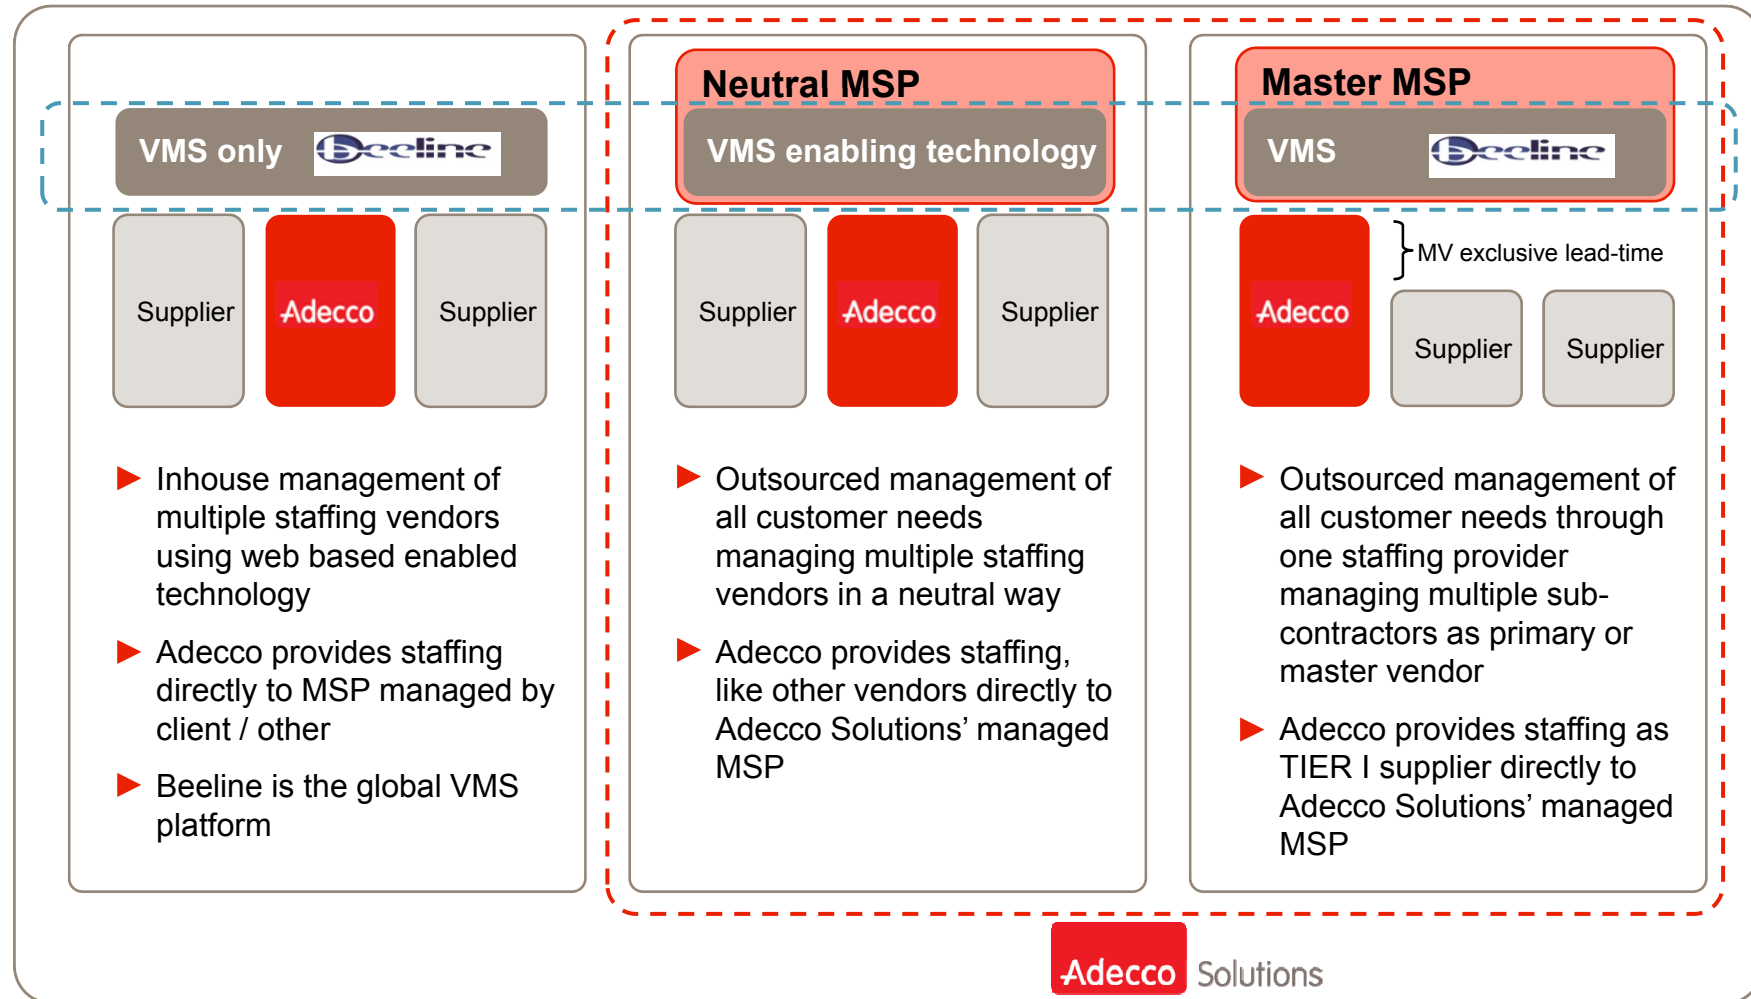 VMS only beeline
Supplier
Adecco
Supplier
Inhouse management of
multiple staffing vendors
using web based enabled
technology
Adecco provides staffing
directly to MSP managed by
client / other
Beeline is the global VMS
platform
Neutral MSP
VMS enabling technology
Supplier
Adecco
Supplier
Outsourced management of
all customer needs
managing multiple staffing
vendors in a neutral way
Adecco provides staffing,
like other vendors directly to
Adecco Solutions’ managed
MSP
Master MSP
VMS beeline
Adecco
MV exclusive lead-time
Supplier
Supplier
Outsourced management of
all customer needs through
one staffing provider
managing multiple sub-
contractors as primary or
master vendor
Adecco provides staffing as
TIER I supplier directly to
Adecco Solutions’ managed
MSP
Adecco Solutions